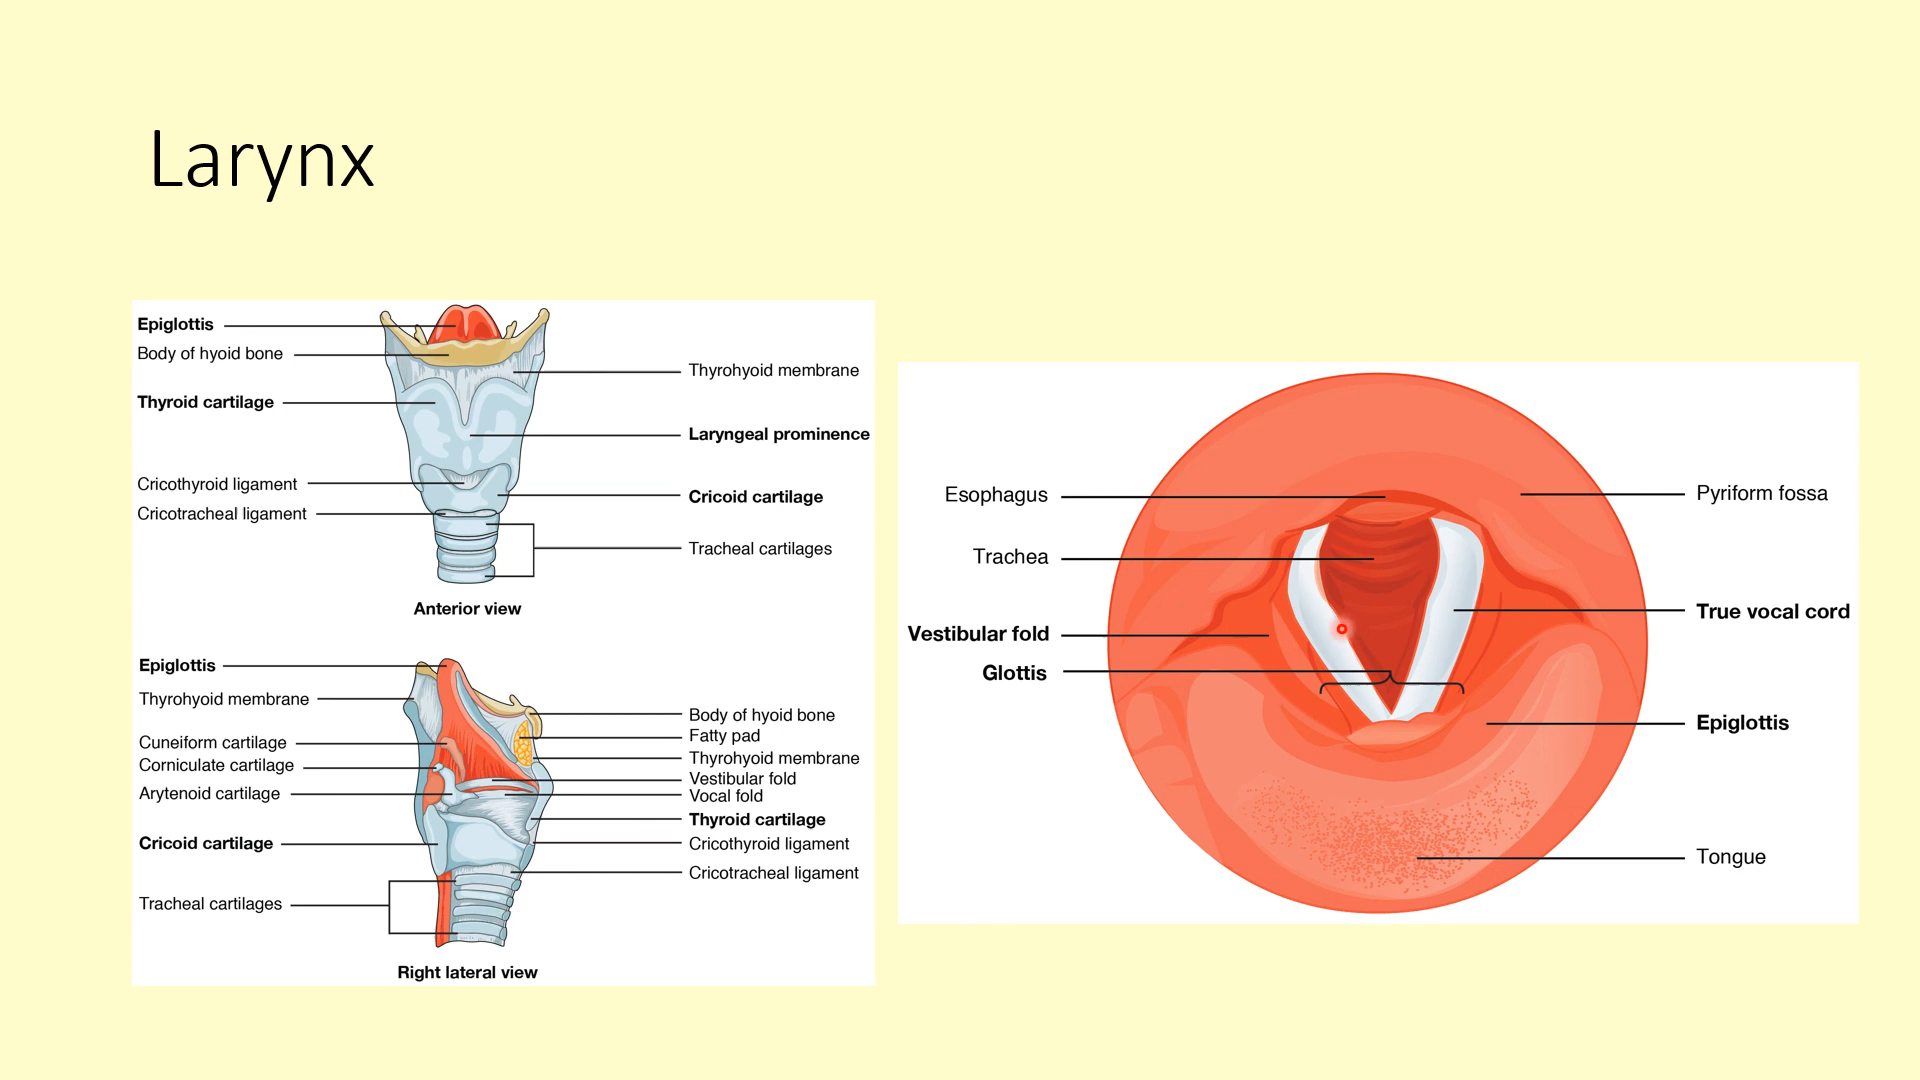 Larynx
Epiglottis
Body of hyoid bone
Thyroid cartilage
Cricothyroid ligament
Cricotracheal ligament
Thyrohyoid membrane
Laryngeal prominence
Cricoid cartilage
Tracheal cartilages
Anterior view
Epiglottis
Thyrohyoid membrane
Cuneiform cartilage
Corniculate cartilage
Arytenoid cartilage
Cricoid cartilage
Tracheal cartilages
Body of hyoid bone
Fatty pad
Thyrohyoid membrane
Vestibular fold
Vocal fold
Thyroid cartilage
Cricothyroid ligament
Cricotracheal ligament
Right lateral view
Esophagus
Trachea
Vestibular fold
Glottis
Pyriform fossa
True vocal cord
Epiglottis
Tongue